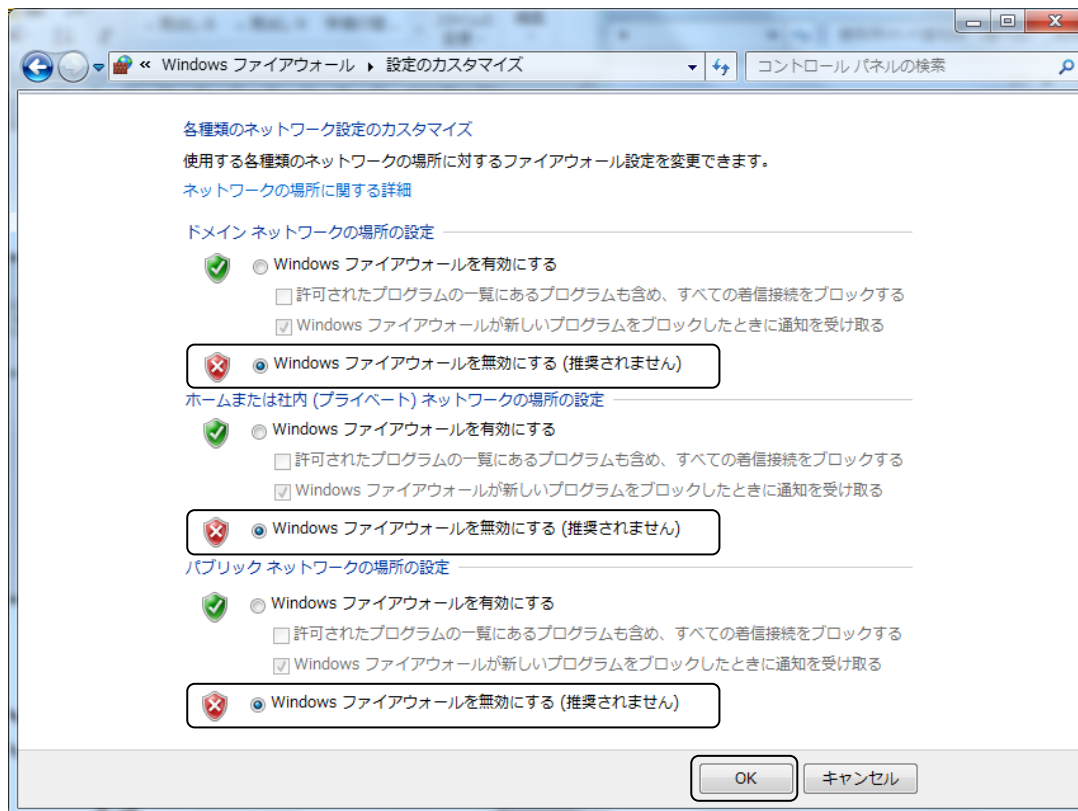 « Windows ファイアウォール ▸ 設定のカスタマイズ
コントロール パネルの検索
各種類のネットワーク設定のカスタマイズ
使用する各種類のネットワークの場所に対するファイアウォール設定を変更できます。
ネットワークの場所に関する詳細
ドメイン ネットワークの場所の設定
Windows ファイアウォールを有効にする
許可されたプログラムの一覧にあるプログラムも含め、すべての着信接続をブロックする
Windows ファイアウォールが新しいプログラムをブロックしたときに通知を受け取る
Windows ファイアウォールを無効にする (推奨されません)
ホームまたは社内 (プライベート) ネットワークの場所の設定
Windows ファイアウォールを有効にする
許可されたプログラムの一覧にあるプログラムも含め、すべての着信接続をブロックする
Windows ファイアウォールが新しいプログラムをブロックしたときに通知を受け取る
Windows ファイアウォールを無効にする (推奨されません)
パブリック ネットワークの場所の設定
Windows ファイアウォールを有効にする
許可されたプログラムの一覧にあるプログラムも含め、すべての着信接続をブロックする
Windows ファイアウォールが新しいプログラムをブロックしたときに通知を受け取る
Windows ファイアウォールを無効にする (推奨されません)
OK
キャンセル